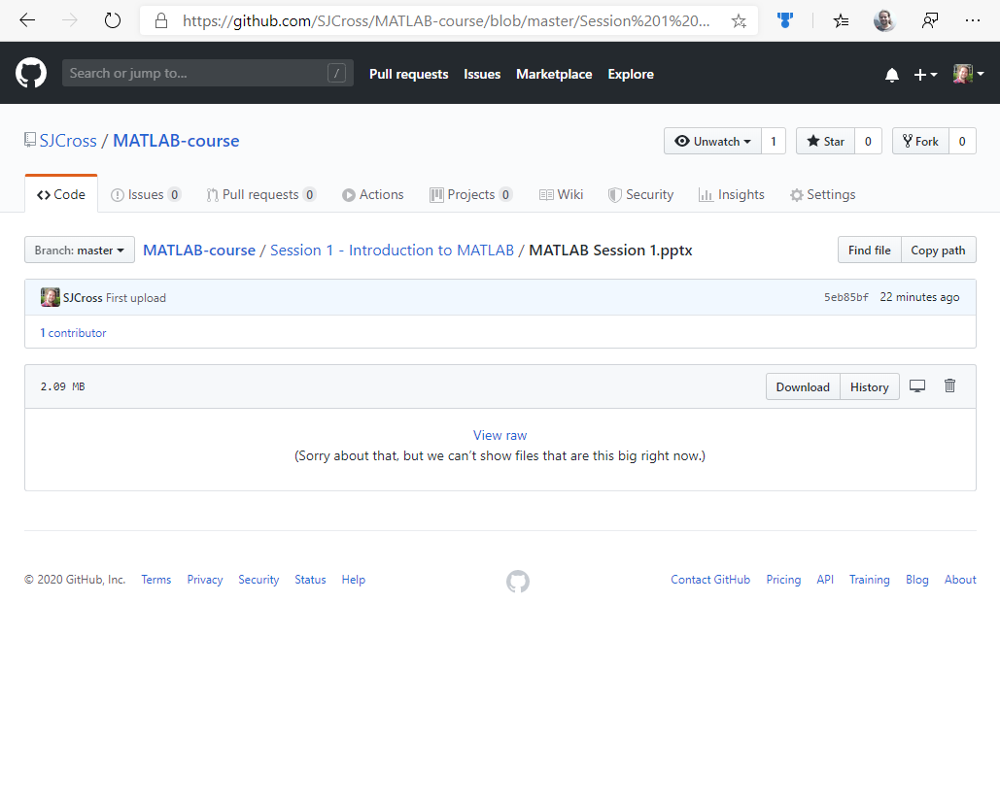 https://github.com/SJCross/MATLAB-course/blob/master/Session%201%20...
Search or jump to... /
Pull requests Issues Marketplace Explore
SJCross / MATLAB-course
Unwatch 1 Star 0 Fork 0
Code Issues 0 Pull requests 0 Actions Projects 0 Wiki Security Insights Settings
Branch: master MATLAB-course / Session 1 - Introduction to MATLAB / MATLAB Session 1.pptx Find file Copy path
SJCross First upload 5eb85bf 22 minutes ago
1 contributor
2.09 MB Download History
View raw
(Sorry about that, but we can’t show files that are this big right now.)
© 2020 GitHub, Inc. Terms Privacy Security Status Help Contact GitHub Pricing API Training Blog About